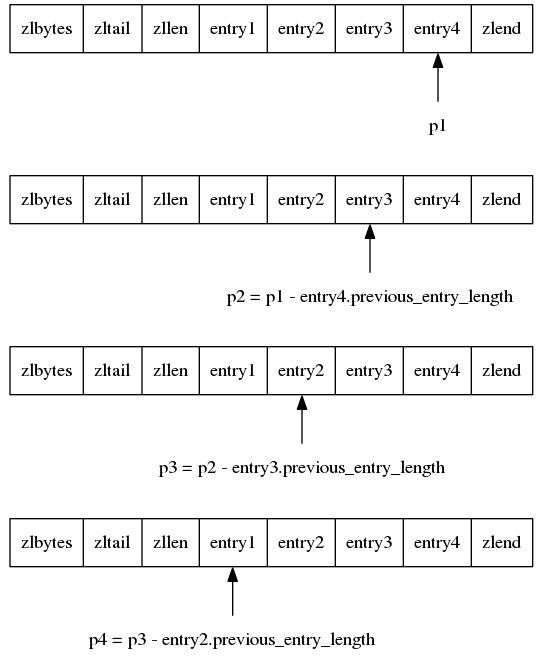 zlbytes zltail zllen entry1 entry2 entry3 entry4 zlend
p1
zlbytes zltail zllen entry1 entry2 entry3 entry4 zlend
p2 = p1 - entry4.previous_entry_length
zlbytes zltail zllen entry1 entry2 entry3 entry4 zlend
p3 = p2 - entry3.previous_entry_length
zlbytes zltail zllen entry1 entry2 entry3 entry4 zlend
p4 = p3 - entry2.previous_entry_length